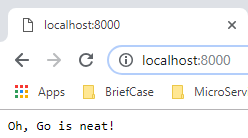 localhost:8000
localhost:8000
Apps BriefCase MicroServ
Oh, Go is neat!